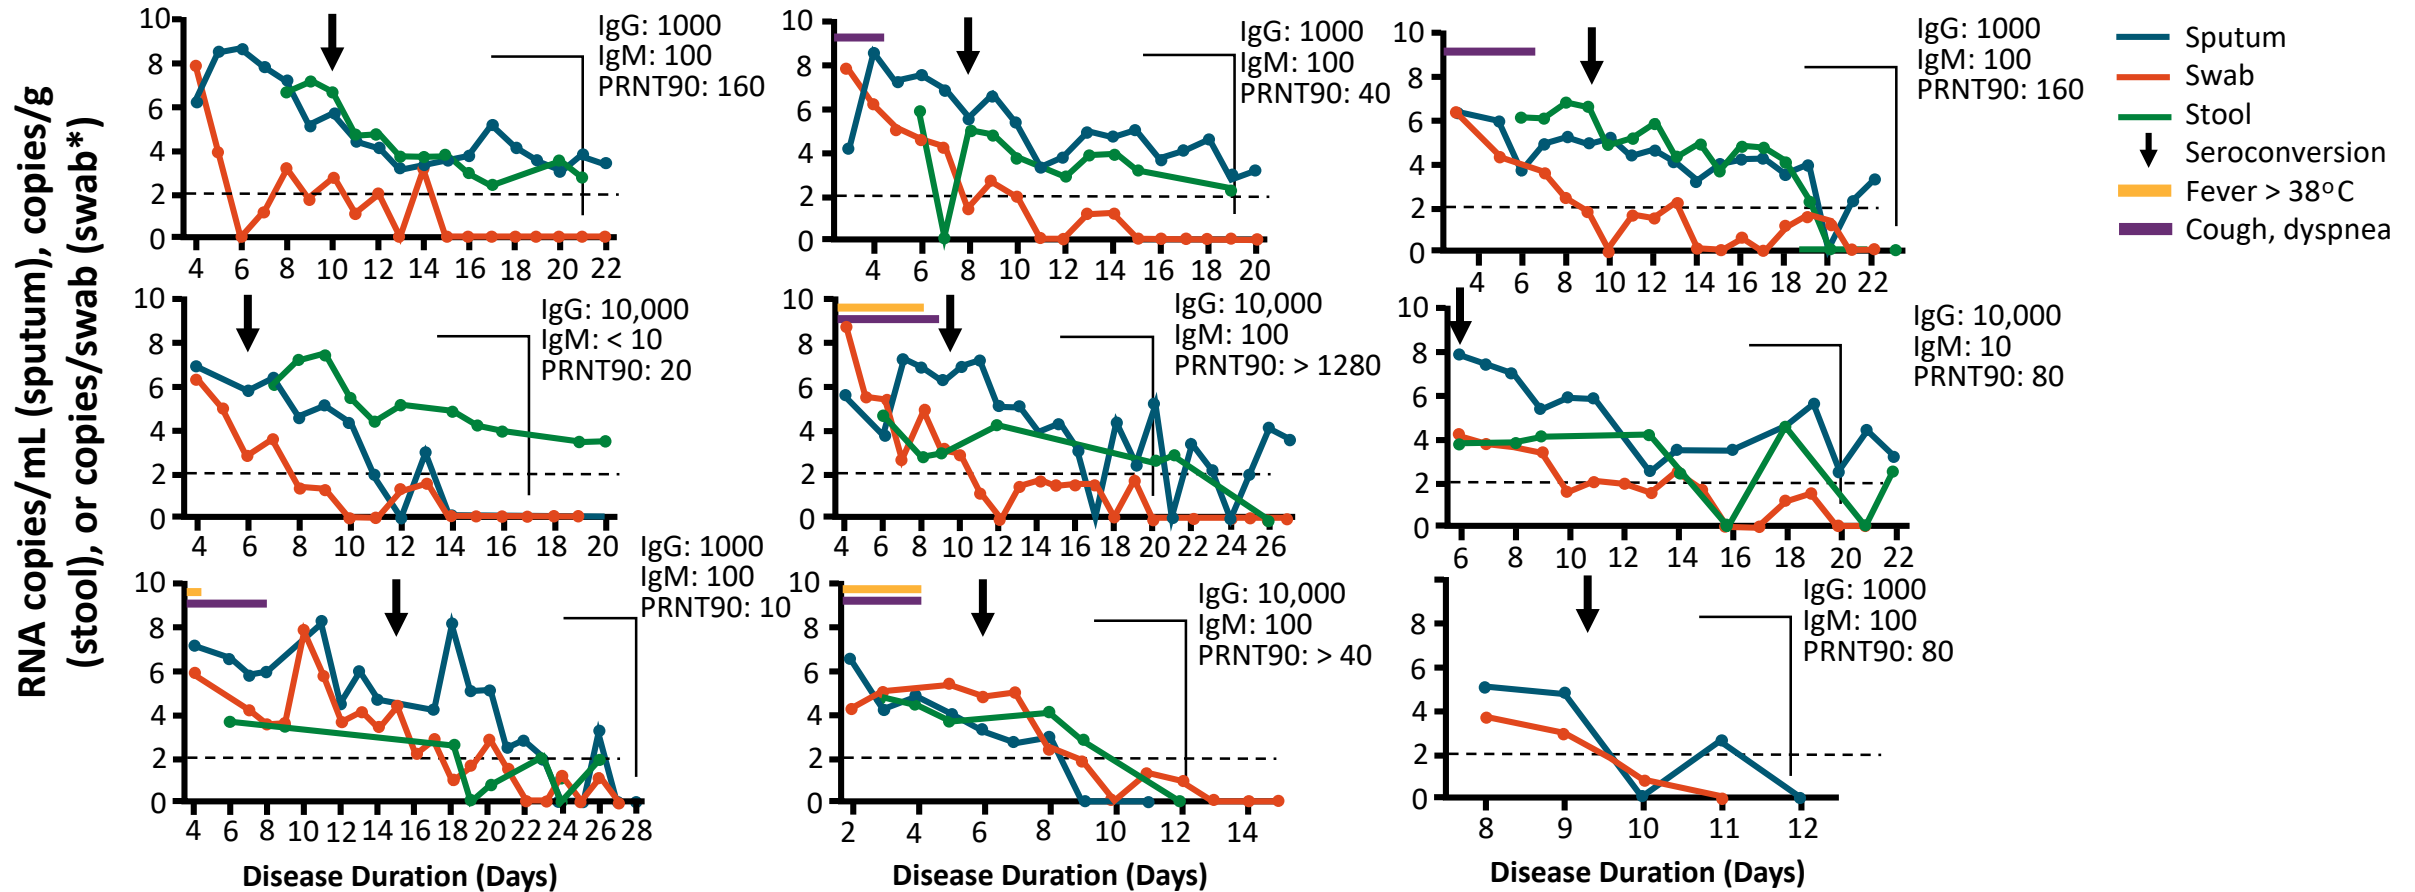 RNA copies/mL (sputum), copies/g
(stool), or copies/swab (swab*)
10
8
6
4
2
0
4 6 8 10 12 14 16 18 20 22
IgG: 1000
IgM: 100
PRNT90: 160
10
8
6
4
2
0
4 6 8 10 12 14 16 18 20
IgG: 1000
IgM: 100
PRNT90: 40
10
8
6
4
2
0
4 6 8 10 12 14 16 18 20 22
IgG: 1000
IgM: 100
PRNT90: 160
Sputum
Swab
Stool
Seroconversion
Fever > 38°C
Cough, dyspnea
10
8
6
4
2
0
4 6 8 10 12 14 16 18 20
IgG: 10,000
IgM: < 10
PRNT90: 20
10
8
6
4
2
0
4 6 8 10 12 14 16 18 20 22 24 26
IgG: 10,000
IgM: 100
PRNT90: > 1280
10
8
6
4
2
0
6 8 10 12 14 16 18 20 22
IgG: 10,000
IgM: 10
PRNT90: 80
10
8
6
4
2
0
4 6 8 10 12 14 16 18 20 22 24 26 28
IgG: 1000
IgM: 100
PRNT90: 10
Disease Duration (Days)
10
8
6
4
2
0
2 4 6 8 10 12 14
IgG: 10,000
IgM: 100
PRNT90: > 40
Disease Duration (Days)
10
8
6
4
2
0
8 9 10 11 12
IgG: 1000
IgM: 100
PRNT90: 80
Disease Duration (Days)